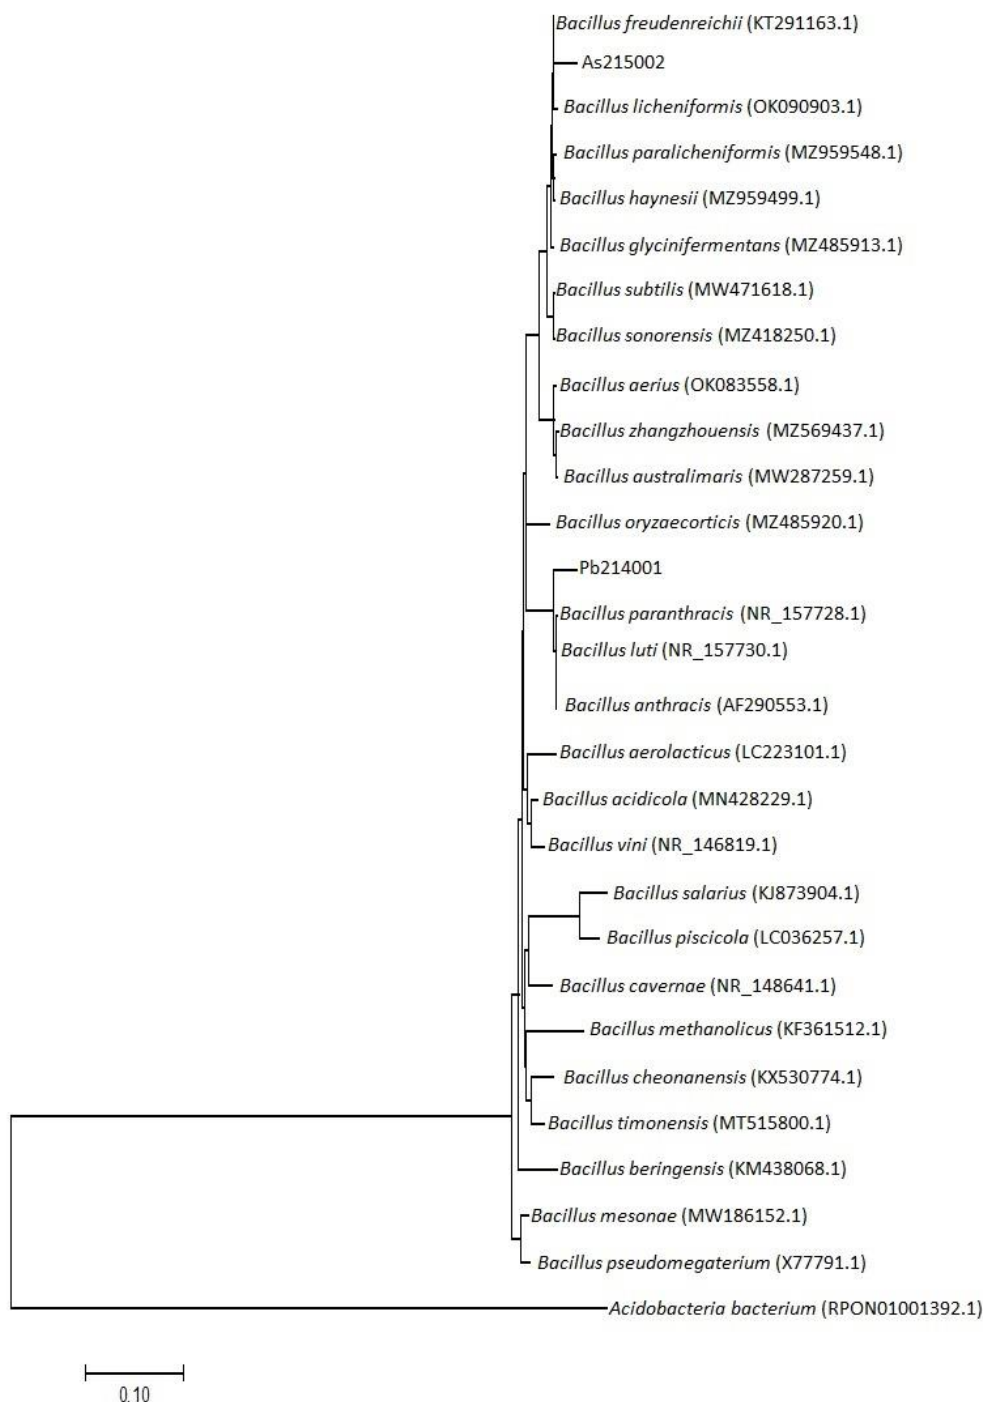 Bacillus freudenreichii (KT291163.1)
As215002
Bacillus licheniformis (OK090903.1)
Bacillus paralicheniformis (MZ959548.1)
Bacillus haynesii (MZ959499.1)
Bacillus glycinifermentans (MZ485913.1)
Bacillus subtilis (MW471618.1)
Bacillus sonorensis (MZ418250.1)
Bacillus aerius (OK083558.1)
Bacillus zhangzhouensis (MZ569437.1)
Bacillus australimaris (MW287259.1)
Bacillus oryzaecorticis (MZ485920.1)
Pb214001
Bacillus paranthracis (NR_157728.1)
Bacillus luti (NR_157730.1)
Bacillus anthracis (AF290553.1)
Bacillus aerolacticus (LC223101.1)
Bacillus acidicola (MN428229.1)
Bacillus vini (NR_146819.1)
Bacillus salarius (KJ873904.1)
Bacillus piscicola (LC036257.1)
Bacillus cavernae (NR_148641.1)
Bacillus methanolicus (KF361512.1)
Bacillus cheonanensis (KX530774.1)
Bacillus timonensis (MT515800.1)
Bacillus beringensis (KM438068.1)
Bacillus mesonae (MW186152.1)
Bacillus pseudomegaterium (X77791.1)
Acidobacteria bacterium (RPON01001392.1)
0.10